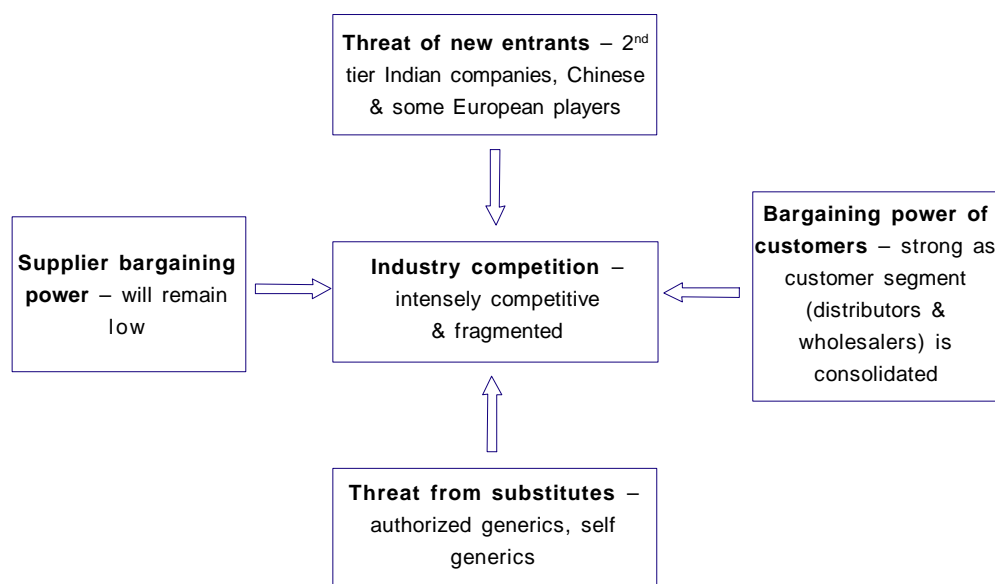 Threat of new entrants – 2nd
tier Indian companies, Chinese
& some European players
Supplier bargaining
power – will remain
low
Industry competition –
intensely competitive
& fragmented
Bargaining power of
customers – strong as
customer segment
(distributors &
wholesalers) is
consolidated
Threat from substitutes –
authorized generics, self
generics